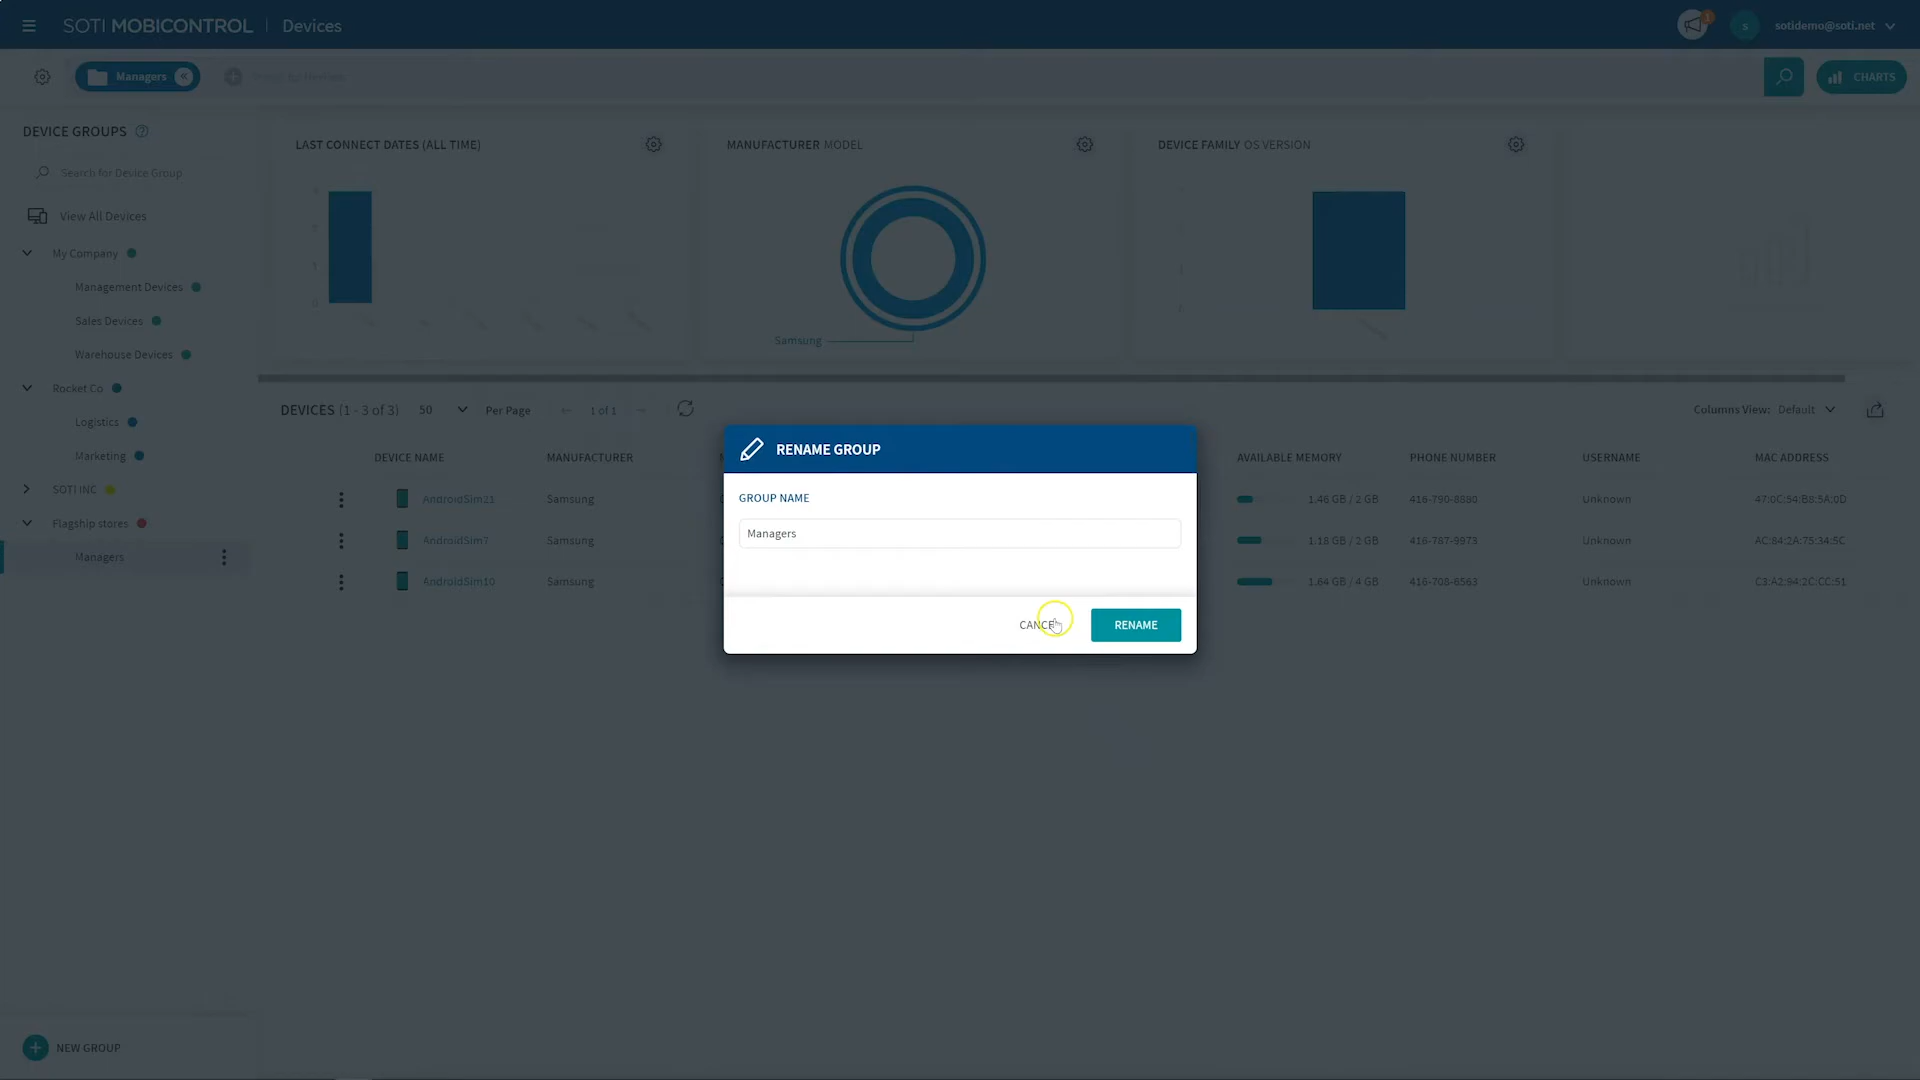 SOTI MOBICONTROL | Devices
1
s
sotidemo@soti.net
Managers
CHARTS
DEVICE GROUPS
Search for Device Group
View All Devices
My Company
Management Devices
Sales Devices
Warehouse Devices
Rocket Co
Logistics
Marketing
SOTI INC
Flagship stores
Managers
NEW GROUP
LAST CONNECT DATES (ALL TIME)
2
1
0
MANUFACTURER MODEL
Samsung
DEVICE FAMILY OS VERSION
DEVICES (1 - 3 of 3) 50 Per Page 1 of 1
Columns View: Default
DEVICE NAME MANUFACTURER AVAILABLE MEMORY PHONE NUMBER USERNAME MAC ADDRESS
AndroidSim21 Samsung 1.46 GB / 2 GB 416-790-8880 Unknown 47:0C:54:B8:5A:0D
AndroidSim7 Samsung 1.18 GB / 2 GB 416-787-9973 Unknown AC:84:2A:75:34:5C
AndroidSim10 Samsung 1.64 GB / 4 GB 416-708-8563 Unknown C3:A2:94:2C:CC:51
RENAME GROUP
GROUP NAME
Managers
CANCEL
RENAME